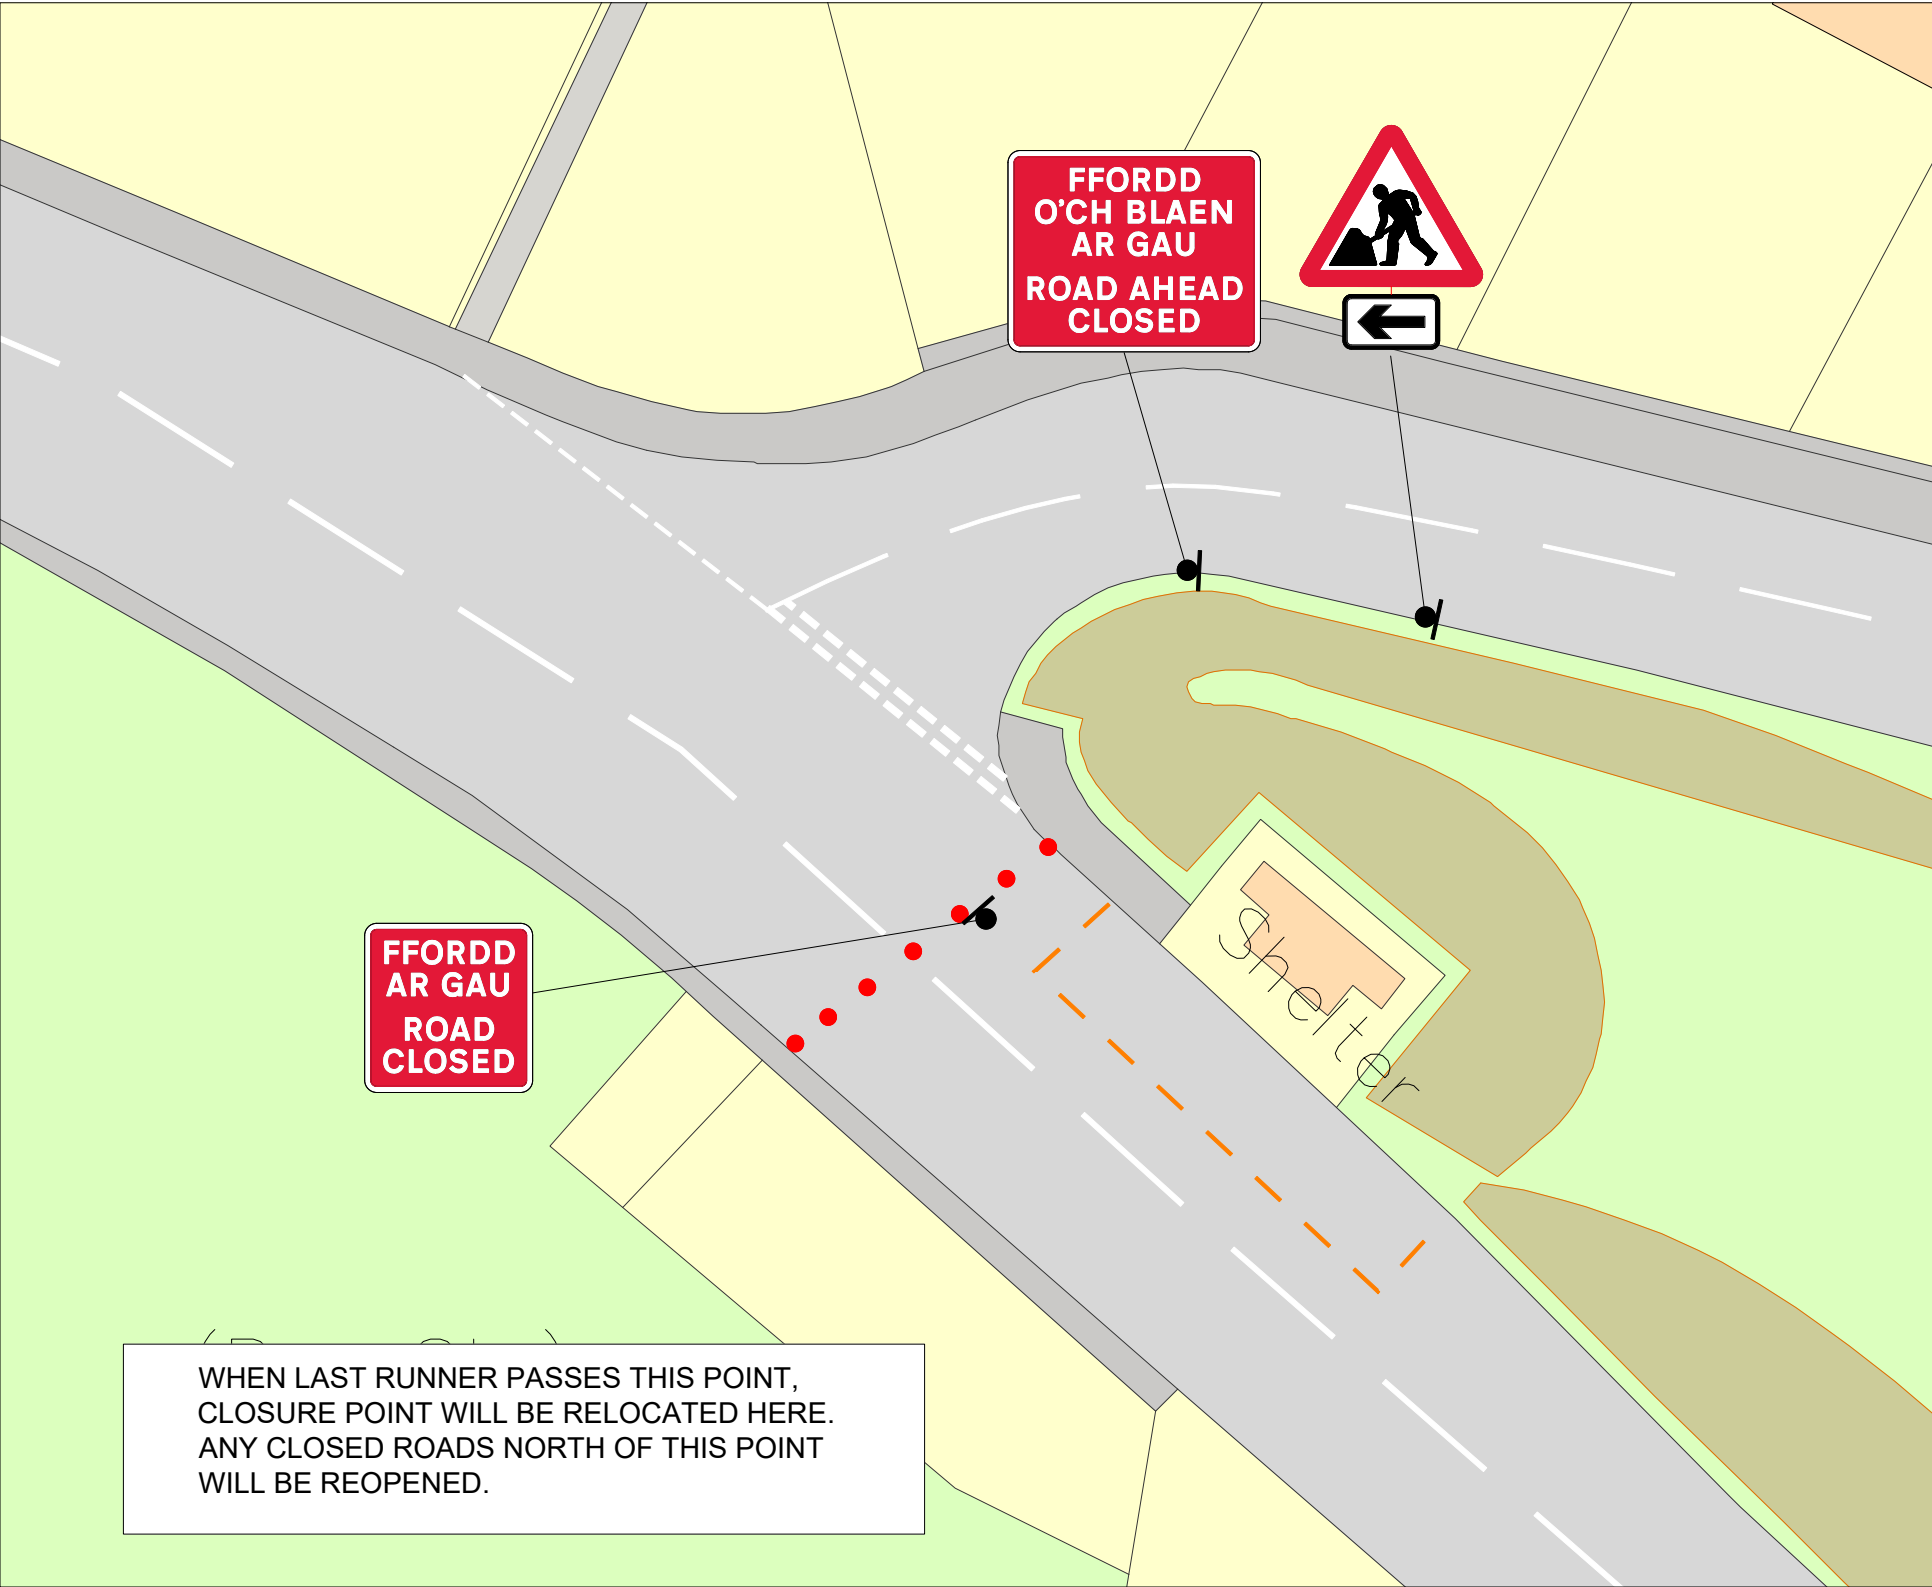 FFORDD
O'CH BLAEN
AR GAU
ROAD AHEAD
CLOSED
FFORDD
AR GAU
ROAD
CLOSED
Shelter
WHEN LAST RUNNER PASSES THIS POINT,
CLOSURE POINT WILL BE RELOCATED HERE.
ANY CLOSED ROADS NORTH OF THIS POINT
WILL BE REOPENED.